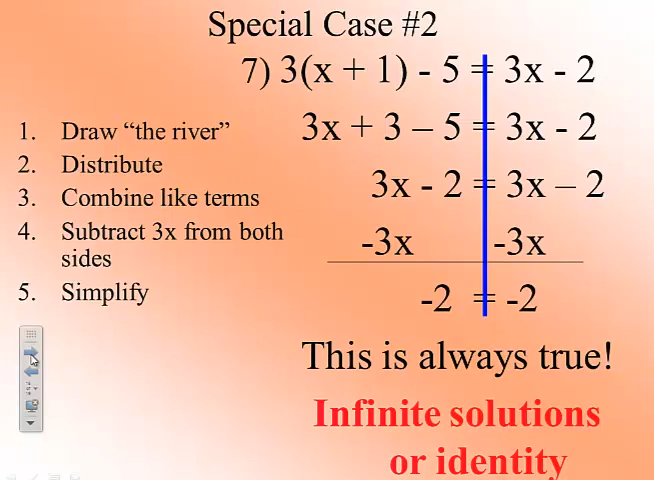 Special Case #2
7) 3(x + 1) - 5 = 3x - 2
1. Draw “the river”
2. Distribute
3. Combine like terms
4. Subtract 3x from both
sides
5. Simplify
3x + 3 – 5 = 3x - 2
3x - 2 = 3x – 2
-3x -3x
-2 = -2
This is always true!
Infinite solutions
or identity